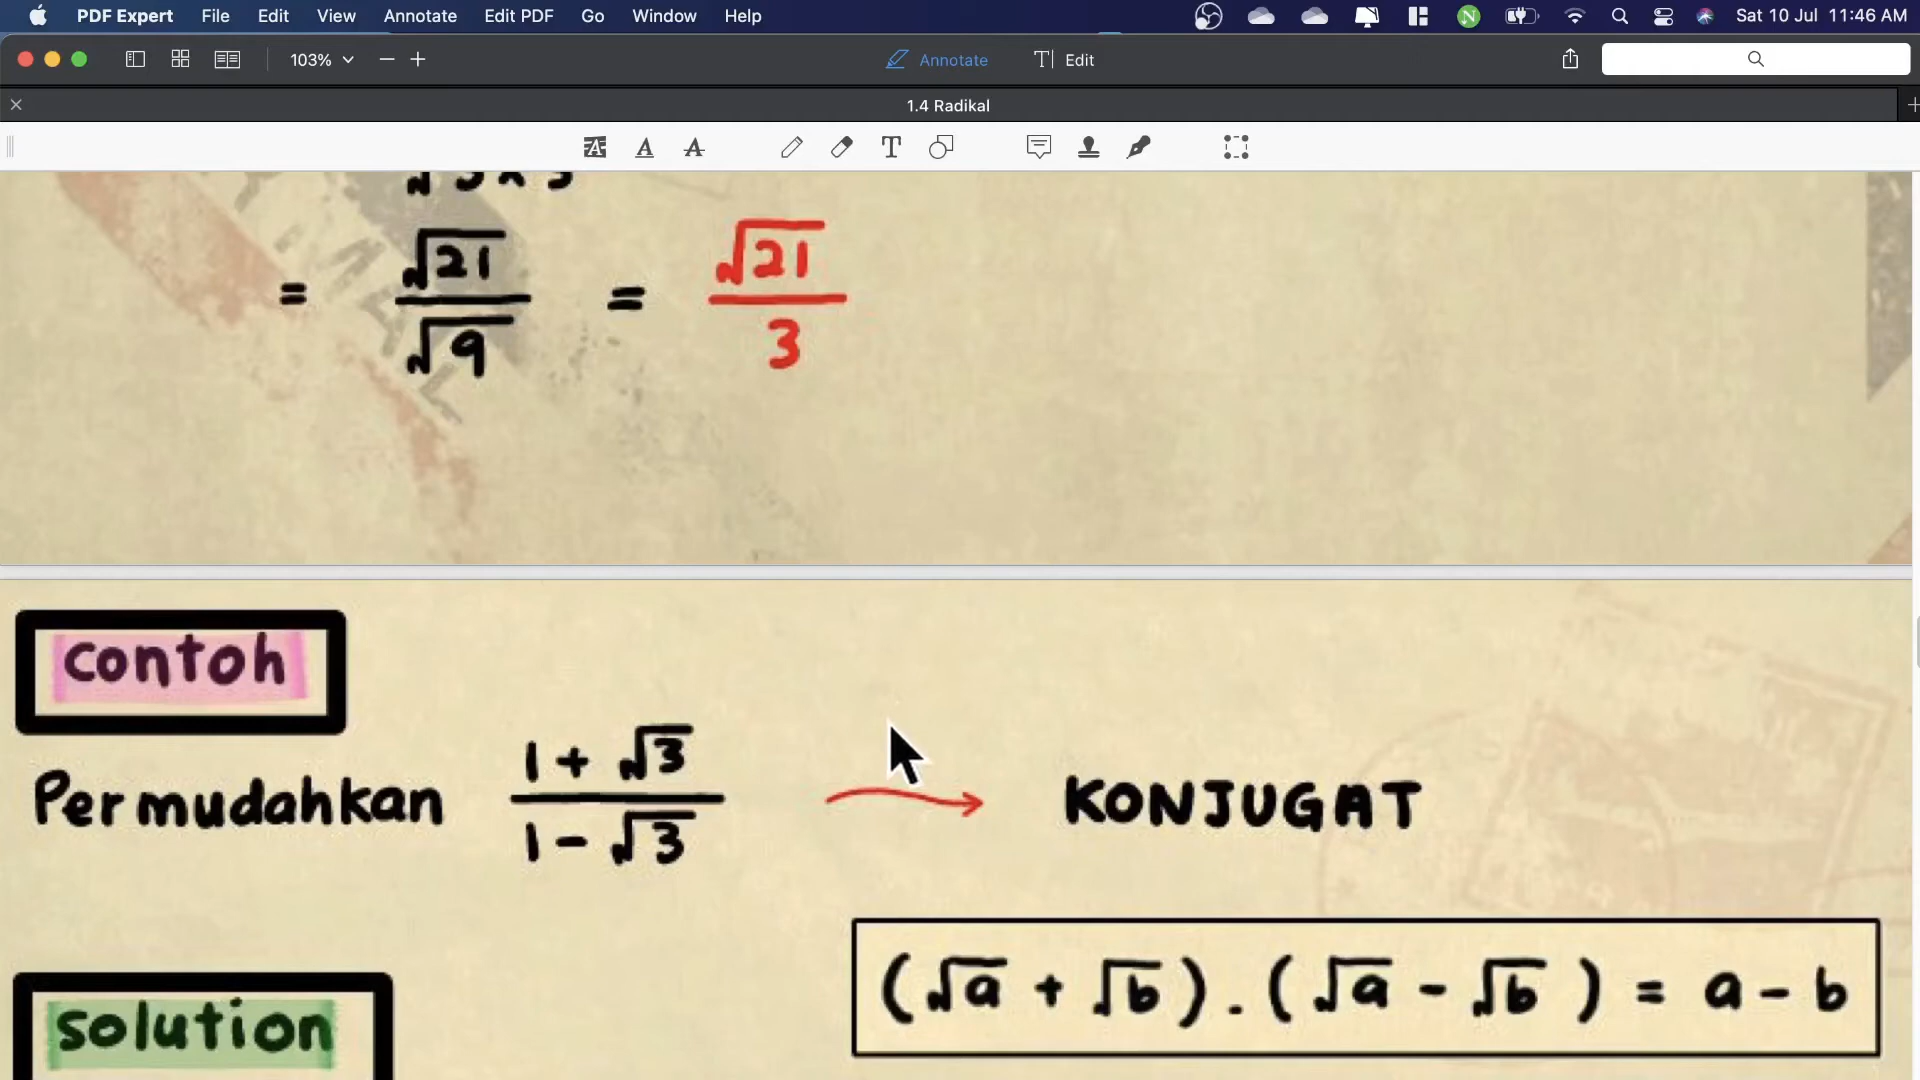 PDF Expert File Edit View Annotate Edit PDF Go Window Help Sat 10 Jul 11:46 AM
103% Annotate Edit
1.4 Radikal
= √21/√9 = √21/3
contoh
Permudahkan (1 + √3)/(1 - √3) → KONJUGAT
(√a + √b) . (√a - √b) = a - b
solution